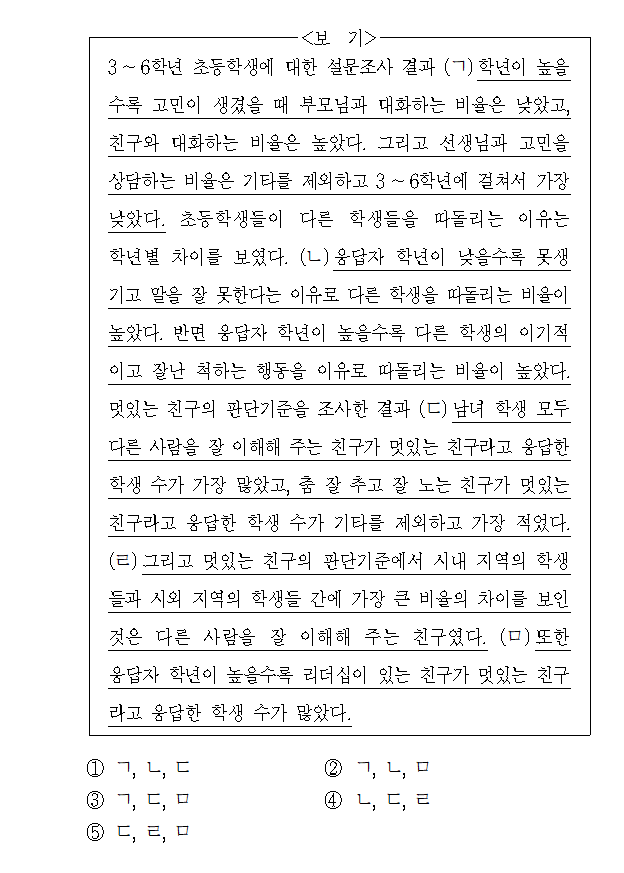 <보 기>
3~6학년 초등학생에 대한 설문조사 결과 (ㄱ)학년이 높을
수록 고민이 생겼을 때 부모님과 대화하는 비율은 낮았고,
친구와 대화하는 비율은 높았다. 그리고 선생님과 고민을
상담하는 비율은 기타를 제외하고 3~6학년에 걸쳐서 가장
낮았다. 초등학생들이 다른 학생들을 따돌리는 이유는
학년별 차이를 보였다. (ㄴ)응답자 학년이 낮을수록 못생
기고 말을 잘 못한다는 이유로 다른 학생을 따돌리는 비율이
높았다. 반면 응답자 학년이 높을수록 다른 학생의 이기적
이고 잘난 척하는 행동을 이유로 따돌리는 비율이 높았다.
멋있는 친구의 판단기준을 조사한 결과 (ㄷ)남녀 학생 모두
다른 사람을 잘 이해해 주는 친구가 멋있는 친구라고 응답한
학생 수가 가장 많았고, 춤 잘 추고 잘 노는 친구가 멋있는
친구라고 응답한 학생 수가 기타를 제외하고 가장 적었다.
(ㄹ)그리고 멋있는 친구의 판단기준에서 시내 지역의 학생
들과 시외 지역의 학생들 간에 가장 큰 비율의 차이를 보인
것은 다른 사람을 잘 이해해 주는 친구였다. (ㅁ)또한
응답자 학년이 높을수록 리더십이 있는 친구가 멋있는 친구
라고 응답한 학생 수가 많았다.
① ㄱ, ㄴ, ㄷ
② ㄱ, ㄴ, ㅁ
③ ㄱ, ㄷ, ㅁ
④ ㄴ, ㄷ, ㄹ
⑤ ㄷ, ㄹ, ㅁ